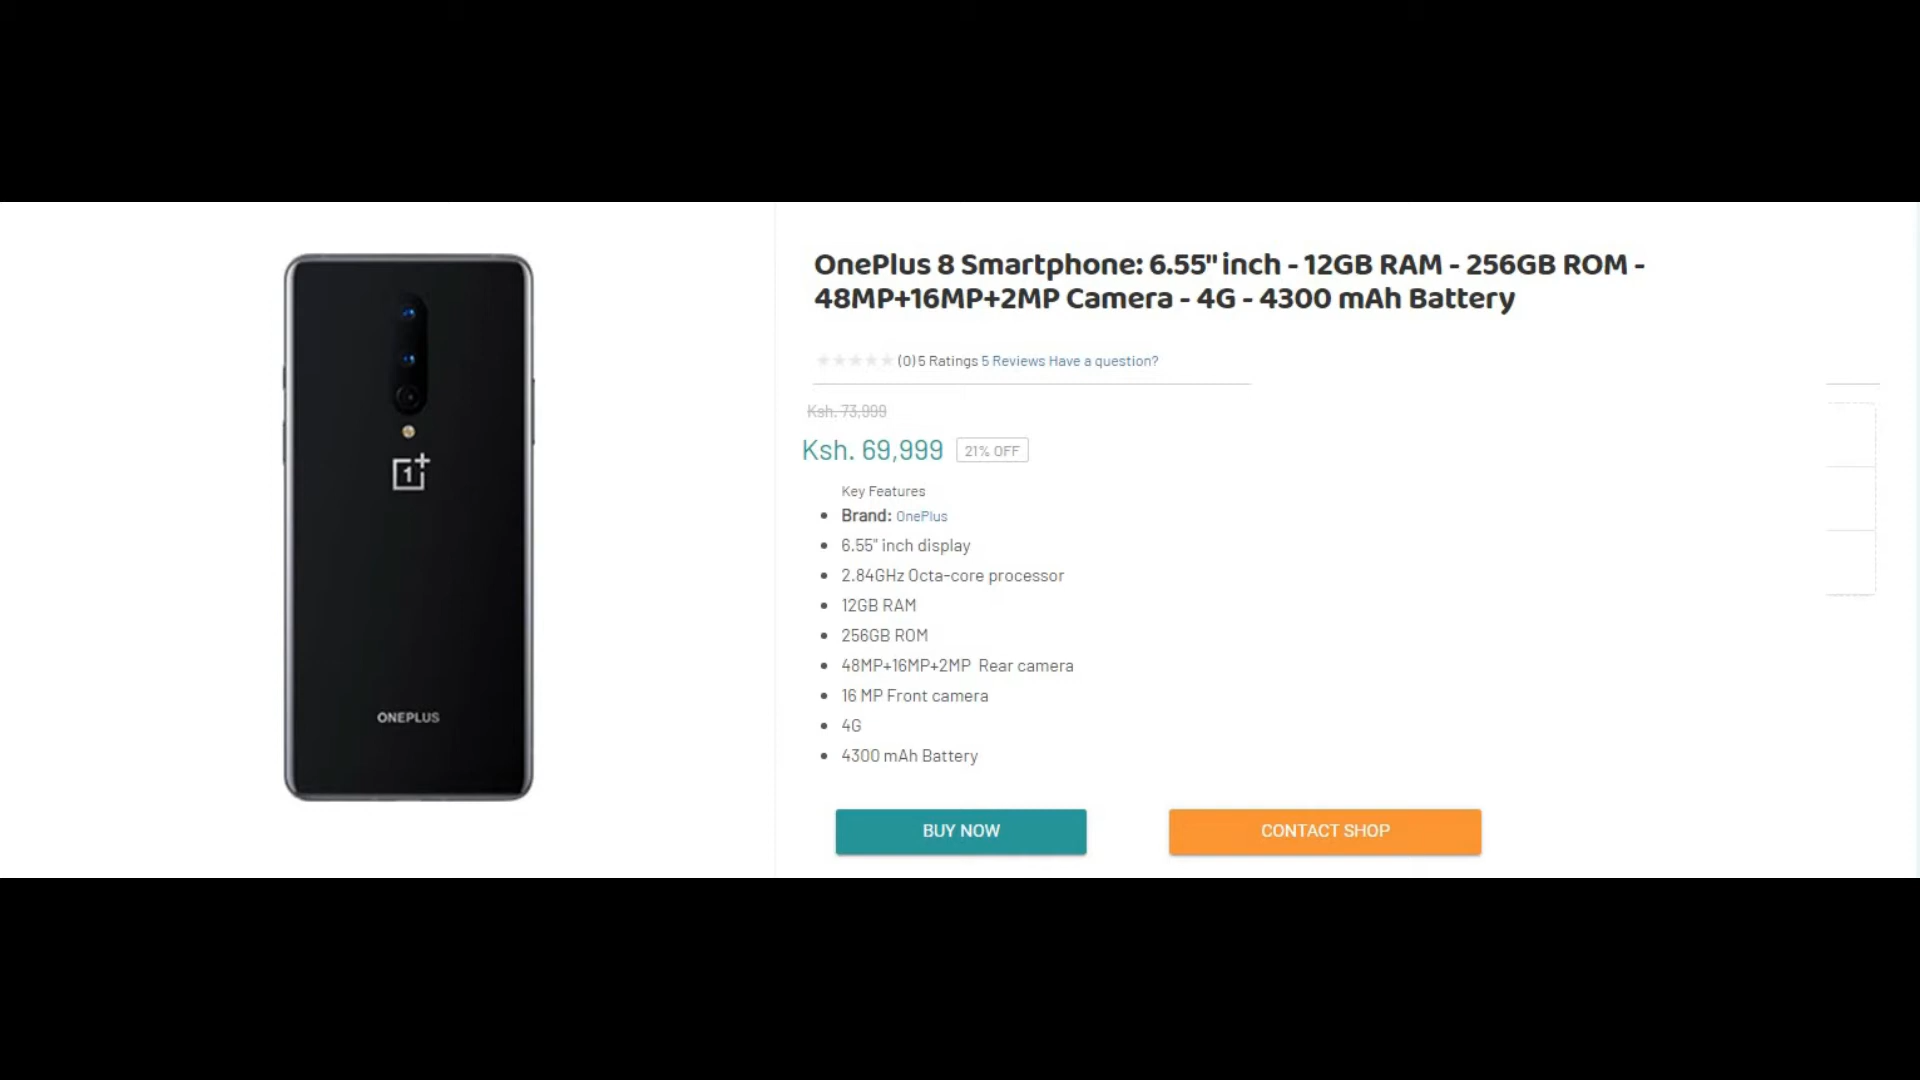 OnePlus 8 Smartphone: 6.55" inch - 12GB RAM - 256GB ROM -
48MP+16MP+2MP Camera - 4G - 4300 mAh Battery
(0) 5 Ratings 5 Reviews Have a question?
Ksh. 73,999
Ksh. 69,999 21% OFF
Key Features
Brand: OnePlus
6.55" inch display
2.84GHz Octa-core processor
12GB RAM
256GB ROM
48MP+16MP+2MP Rear camera
16 MP Front camera
4G
4300 mAh Battery
BUY NOW
CONTACT SHOP
1+
ONEPLUS